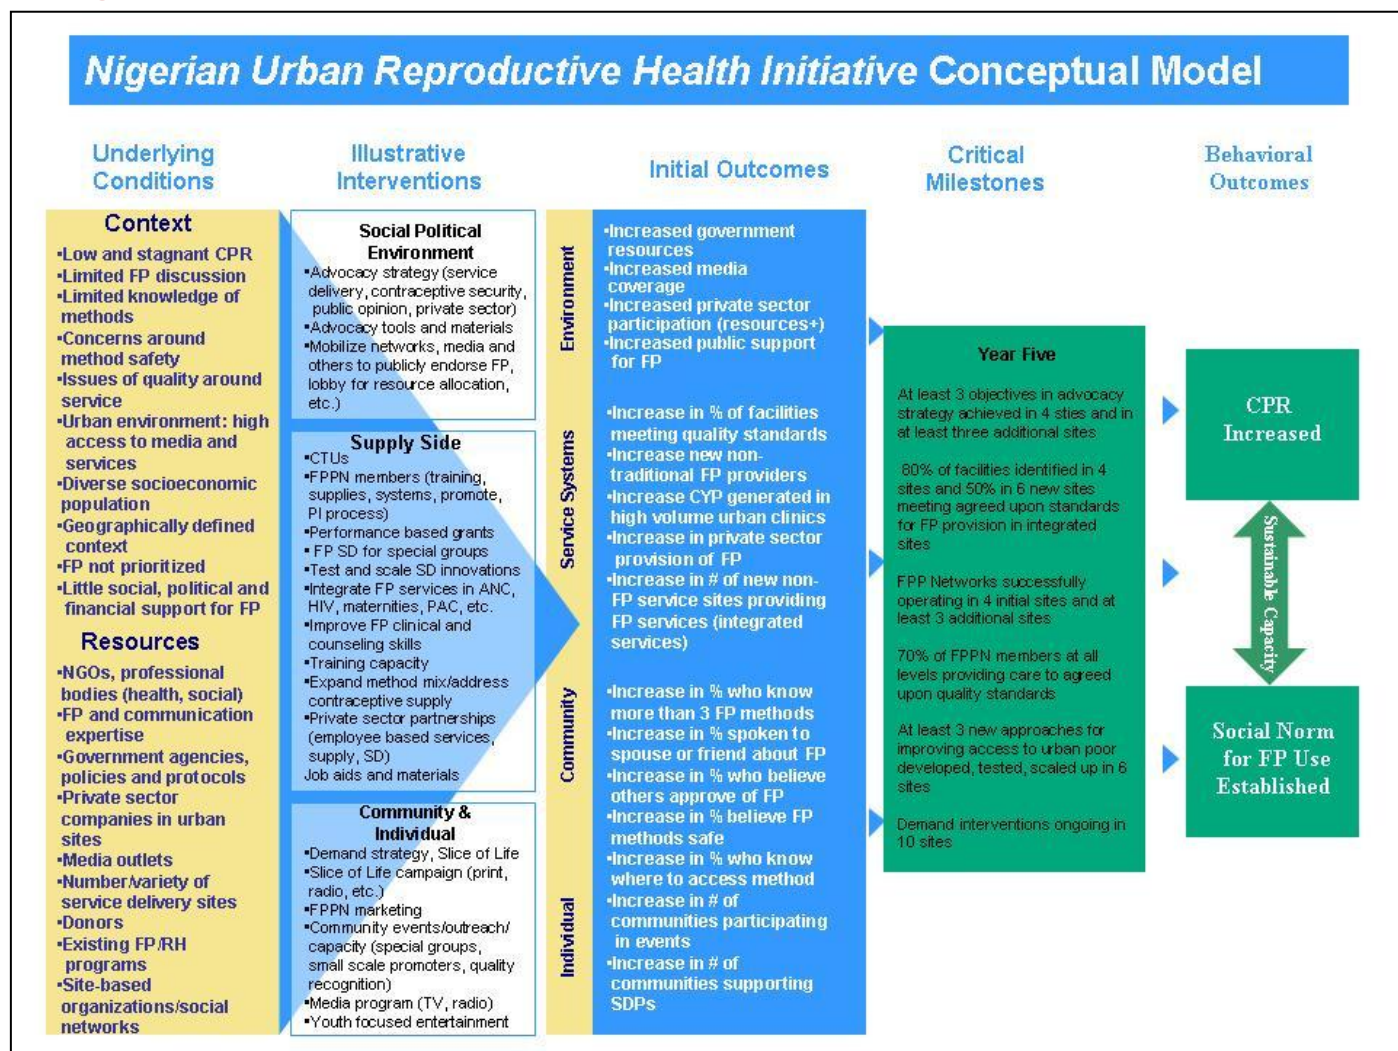 Nigerian Urban Reproductive Health Initiative Conceptual Model
Underlying
Conditions
Context
•Low and stagnant CPR
•Limited FP discussion
•Limited knowledge of
methods
•Concerns around
method safety
•Issues of quality around
service
•Urban environment: high
access to media and
services
•Diverse socioeconomic
population
•Geographically defined
context
•FP not prioritized
•Little social, political and
financial support for FP
Resources
•NGOs, professional
bodies (health, social)
•FP and communication
expertise
•Government agencies,
policies and protocols
•Private sector
companies in urban
sites
•Media outlets
•Number/variety of
service delivery sites
•Donors
•Existing FP/RH
programs
•Site-based
organizations/social
networks
Illustrative
Interventions
Social Political
Environment
•Advocacy strategy (service
delivery, contraceptive security,
public opinion, private sector)
•Advocacy tools and materials
•Mobilize networks, media and
others to publicly endorse FP,
lobby for resource allocation,
etc.)
Supply Side
•CTUs
•FPPN members (training,
supplies, systems, promote,
PI process)
•Performance based grants
• FP SD for special groups
•Test and scale SD innovations
•Integrate FP services in ANC,
HIV, maternities, PAC, etc.
•Improve FP clinical and
counseling skills
•Training capacity
•Expand method mix/address
contraceptive supply
•Private sector partnerships
(employee based services,
supply, SD)
Job aids and materials
Community &
Individual
•Demand strategy, Slice of Life
•Slice of Life campaign (print,
radio, etc.)
•FPPN marketing
•Community events/outreach/
capacity (special groups,
small scale promoters, quality
recognition)
•Media program (TV, radio)
•Youth focused entertainment
Initial Outcomes
Environment
•Increased government
resources
•Increased media
coverage
•Increased private sector
participation (resources+)
•Increased public support
for FP
Service Systems
•Increase in % of facilities
meeting quality standards
•Increase new non-
traditional FP providers
•Increase CYP generated in
high volume urban clinics
•Increase in private sector
provision of FP
•Increase in # of new non-
FP service sites providing
FP services (integrated
services)
Community
•Increase in % who know
more than 3 FP methods
•Increase in % spoken to
spouse or friend about FP
•Increase in % who believe
others approve of FP
•Increase in % believe FP
methods safe
•Increase in % who know
where to access method
Individual
•Increase in # of
communities participating
in events
•Increase in # of
communities supporting
SDPs
Critical
Milestones
Year Five
At least 3 objectives in advocacy
strategy achieved in 4 sties and in
at least three additional sites
80% of facilities identified in 4
sites and 50% in 6 new sites
meeting agreed upon standards
for FP provision in integrated
sites
FPP Networks successfully
operating in 4 initial sites and at
least 3 additional sites
70% of FPPN members at all
levels providing care to agreed
upon quality standards
At least 3 new approaches for
improving access to urban poor
developed, tested, scaled up in 6
sites
Demand interventions ongoing in
10 sites
Behavioral
Outcomes
CPR
Increased
Sustainable Capacity
Social Norm
for FP Use
Established